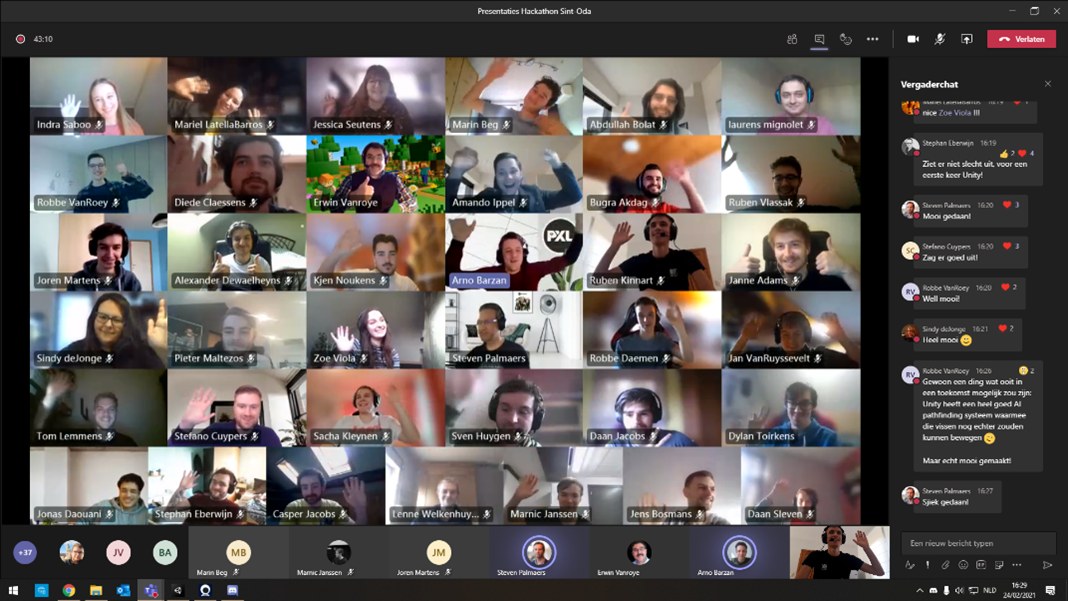 Presentaties Hackathon Sint-Oda
43:10
Verlaten
Indra Saboo
Mariel LatellaBarros
Jessica Seutens
Marin Beg
Abdullah Bolat
laurens mignolet
Robbe VanRoey
Diede Claessens
Erwin Vanroye
Amando Ippel
Bugra Akdag
Ruben Vlassak
Joren Martens
Alexander Dewaelheyns
Kjen Noukens
PXL
Arno Barzan
Ruben Kinnart
Janne Adams
Sindy deJonge
Pieter Maltezos
Zoe Viola
Steven Palmaers
Robbe Daemen
Jan VanRuyssevelt
Tom Lemmens
Stefano Cuypers
Sacha Kleynen
Sven Huygen
Daan Jacobs
Dylan Toirkens
Jonas Daouani
Stephan Eberwijn
Casper Jacobs
Lenne Welkenhuy...
Marnic Janssen
Jens Bosmans
Daan Sleven
+37
JV
BA
MB
Marin Beg
Marnic Janssen
JM
Joren Martens
Steven Palmaers
Erwin Vanroye
Arno Barzan
Vergaderchat
Mariel LatellaBarros 16:19 1
nice Zoe Viola !!!
Stephan Eberwijn 16:19
2 4
Ziet er niet slecht uit, voor een
eerste keer Unity!
Steven Palmaers 16:20 3
Mooi gedaan!
SC
Stefano Cuypers 16:20 3
Zag er goed uit!
RV
Robbe VanRoey 16:20 2
Well mooi!
Sindy deJonge 16:21 2
Heel mooi
RV
Robbe VanRoey 16:26 2
Gewoon een ding wat ooit in
een toekomst mogelijk zou zijn:
Unity heeft een heel goed AI
pathfinding systeem waarmee
die vissen nog echter zouden
kunnen bewegen
Maar echt mooi gemaakt!
Steven Palmaers 16:27
Sjiek gedaan!
Een nieuw bericht typen
NLD
16:29
24/02/2021